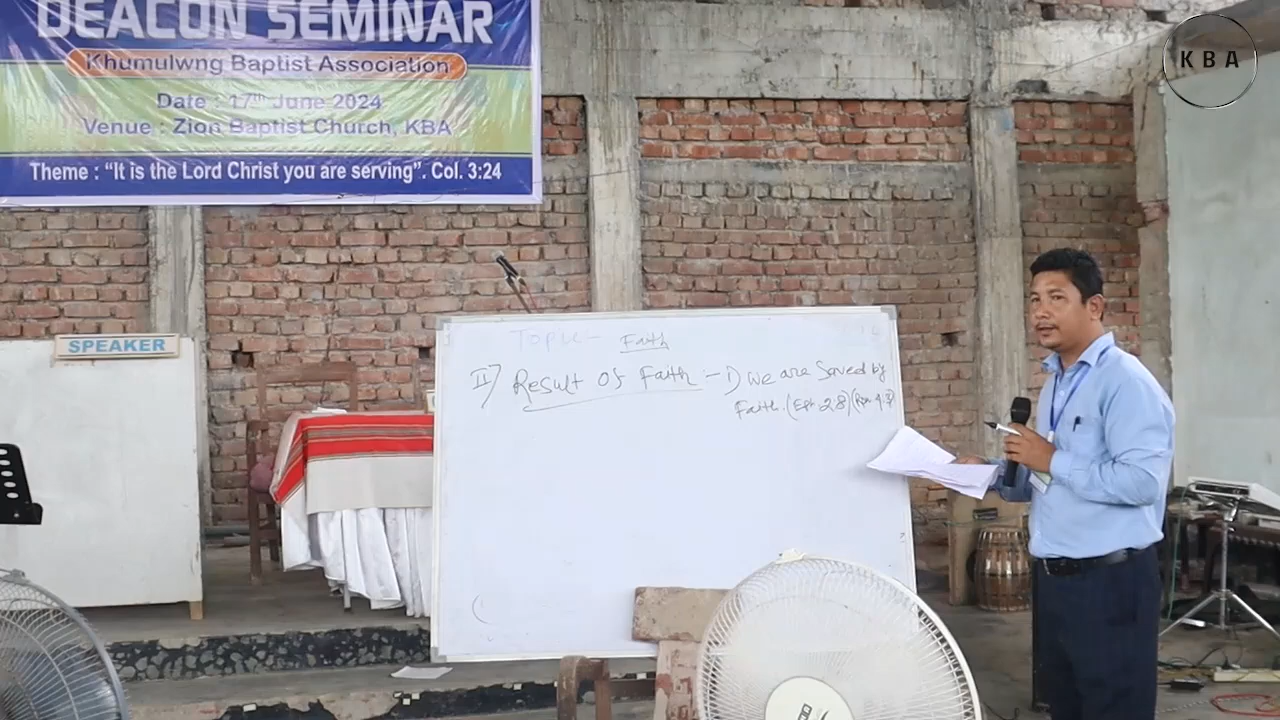 DEACON SEMINAR
Khumulwng Baptist Association
Date : 17th June 2024
Venue : Zion Baptist Church, KBA
Theme : “It is the Lord Christ you are serving”. Col. 3:24
KBA
SPEAKER
Topic- Faith
II) Result Of Faith - 1) We are Saved by
Faith. (Eph 2.8)